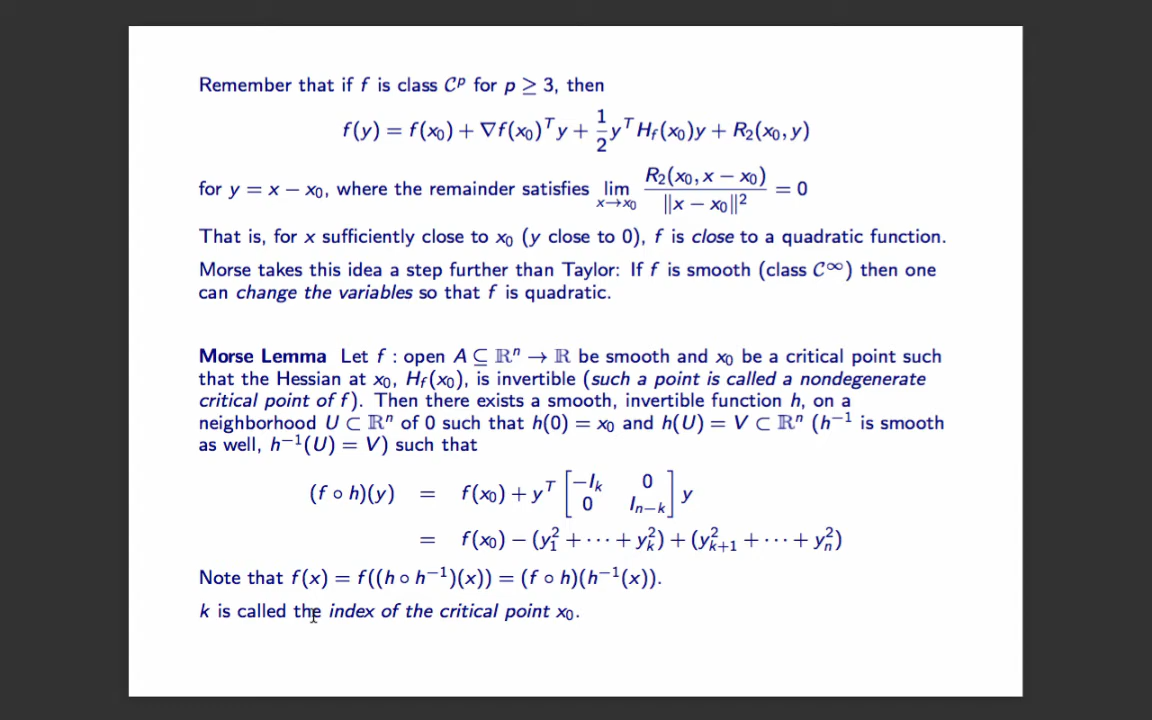 Remember that if f is class 𝒞ᵖ for p ≥ 3, then
f(y) = f(x₀) + ∇f(x₀)ᵀy + ½yᵀH_f(x₀)y + R₂(x₀, y)
for y = x − x₀, where the remainder satisfies lim_{x→x₀} R₂(x₀, x − x₀) / ‖x − x₀‖² = 0
That is, for x sufficiently close to x₀ (y close to 0), f is close to a quadratic function.
Morse takes this idea a step further than Taylor: If f is smooth (class 𝒞^∞) then one
can change the variables so that f is quadratic.
Morse Lemma Let f : open A ⊆ ℝⁿ → ℝ be smooth and x₀ be a critical point such
that the Hessian at x₀, H_f(x₀), is invertible (such a point is called a nondegenerate
critical point of f). Then there exists a smooth, invertible function h, on a
neighborhood U ⊂ ℝⁿ of 0 such that h(0) = x₀ and h(U) = V ⊂ ℝⁿ (h⁻¹ is smooth
as well, h⁻¹(U) = V) such that
(f ∘ h)(y) = f(x₀) + yᵀ [−I_k 0; 0 I_{n−k}] y
= f(x₀) − (y₁² + ⋯ + y_k²) + (y_{k+1}² + ⋯ + y_n²)
Note that f(x) = f((h ∘ h⁻¹)(x)) = (f ∘ h)(h⁻¹(x)).
k is called the index of the critical point x₀.